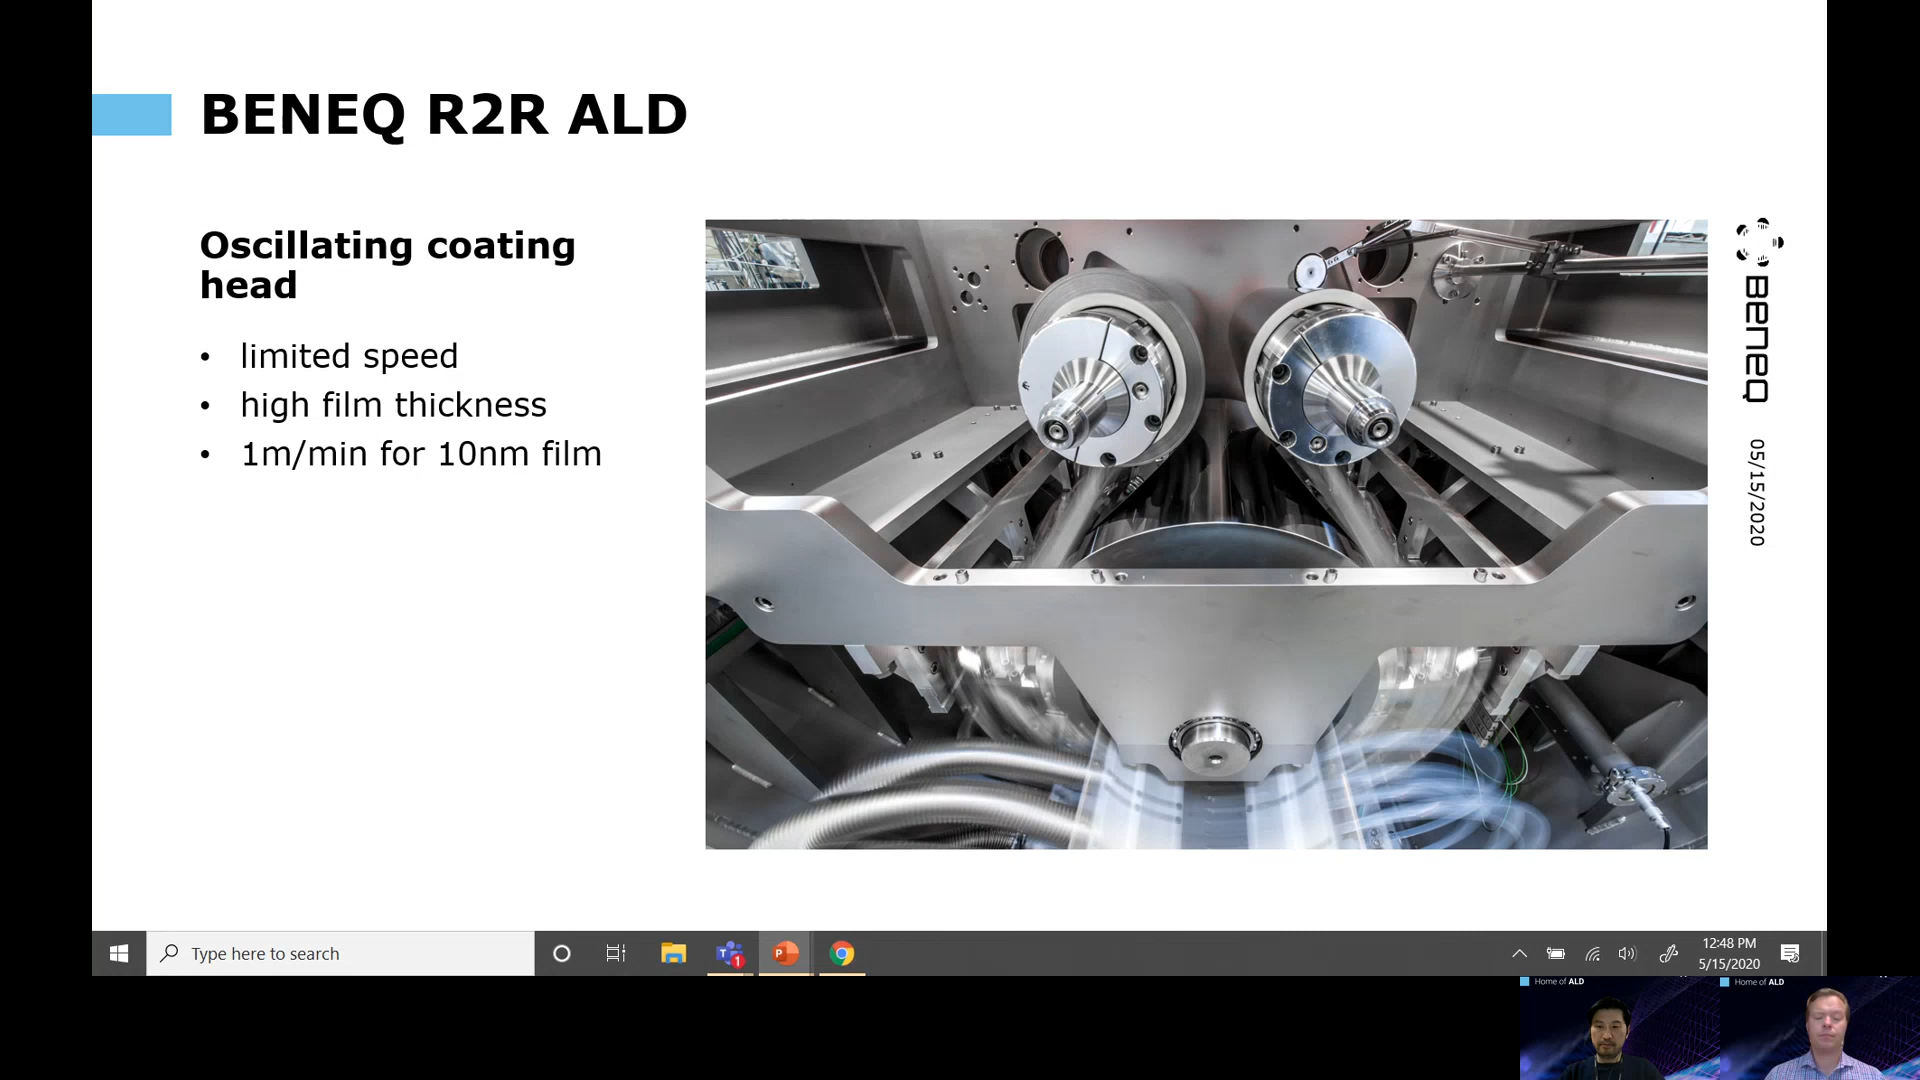 BENEQ R2R ALD
Oscillating coating
head
• limited speed
• high film thickness
• 1m/min for 10nm film
BENEQ
05/15/2020
Type here to search
T
1
P
12:48 PM
5/15/2020
Home of ALD
Home of ALD